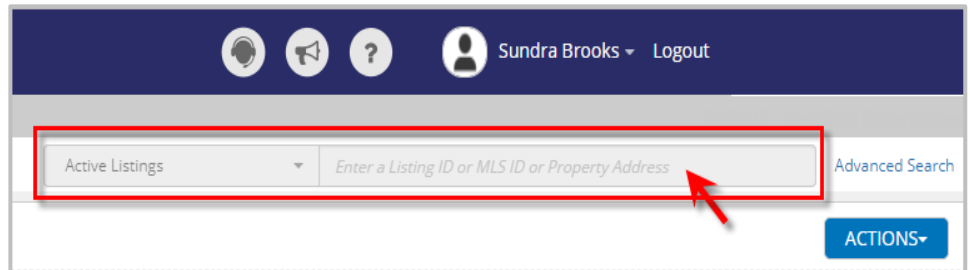 ? Sundra Brooks Logout
Active Listings Enter a Listing ID or MLS ID or Property Address Advanced Search
ACTIONS